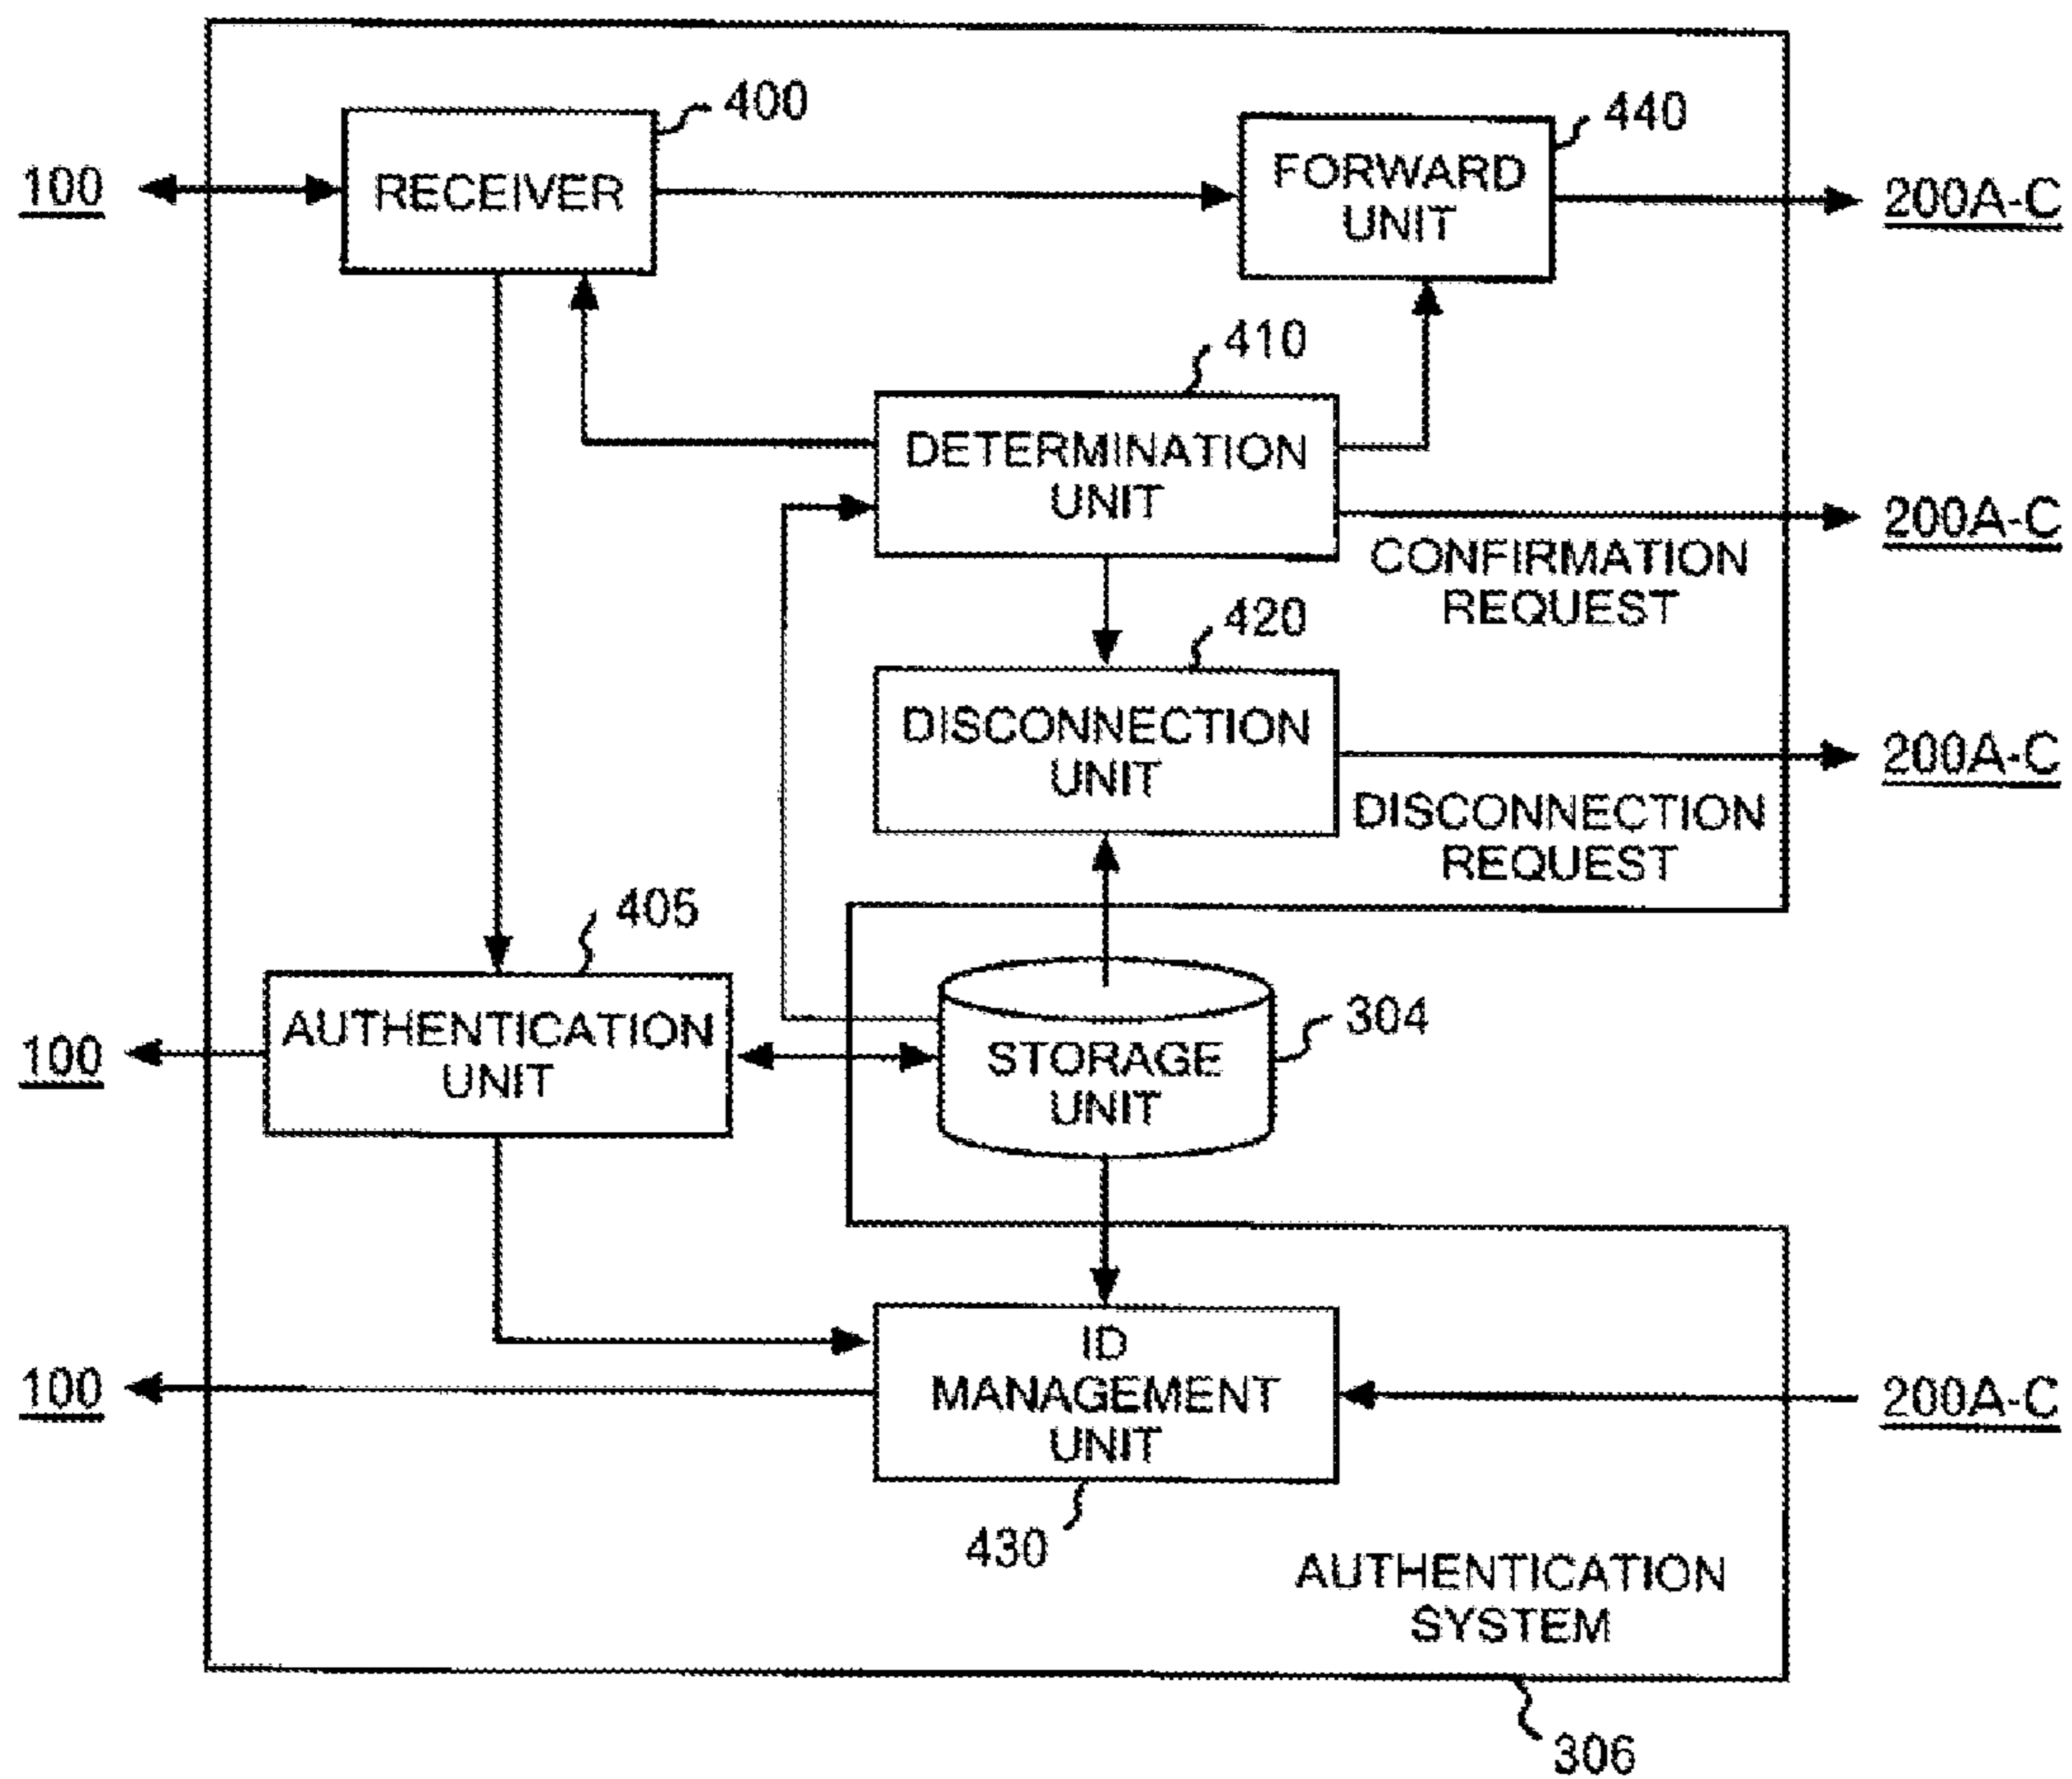 400
440
100
RECEIVER
FORWARD
UNIT
200A-C
410
DETERMINATION
UNIT
200A-C
CONFIRMATION
REQUEST
420
DISCONNECTION
UNIT
200A-C
DISCONNECTION
REQUEST
405
AUTHENTICATION
UNIT
100
STORAGE
UNIT
304
100
ID
MANAGEMENT
UNIT
200A-C
430
AUTHENTICATION
SYSTEM
306